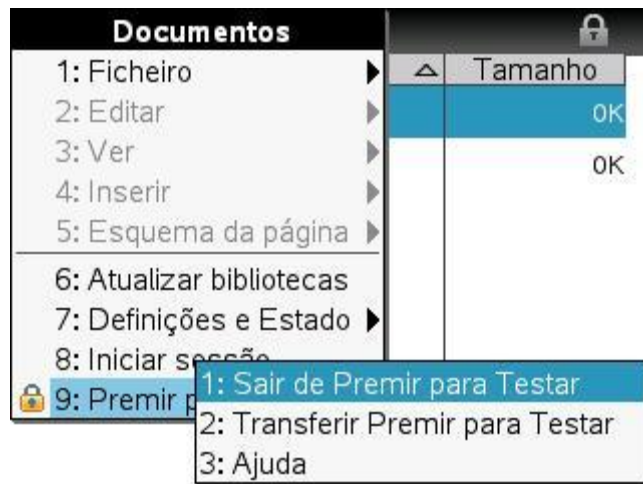 Documentos
Tamanho
1: Ficheiro
0K
2: Editar
3: Ver
0K
4: Inserir
5: Esquema da página
6: Atualizar bibliotecas
7: Definições e Estado
8: Iniciar sessão
9: Premir p
1: Sair de Premir para Testar
2: Transferir Premir para Testar
3: Ajuda